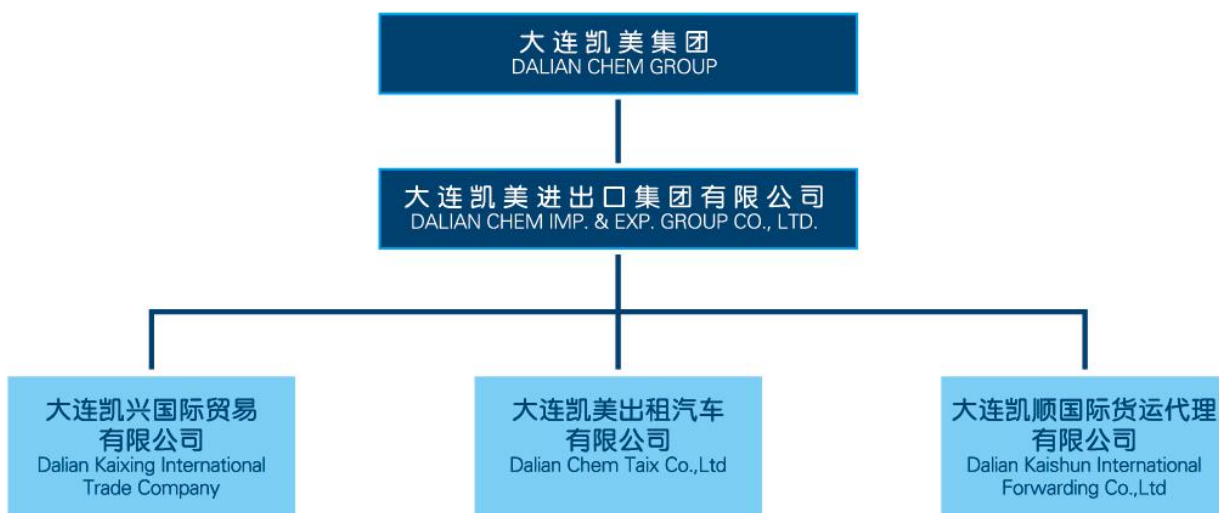 大连凯美集团
DALIAN CHEM GROUP
大连凯美进出口集团有限公司
DALIAN CHEM IMP. & EXP. GROUP CO., LTD.
大连凯兴国际贸易
有限公司
Dalian Kaixing International
Trade Company
大连凯美出租汽车
有限公司
Dalian Chem Taix Co.,Ltd
大连凯顺国际货运代理
有限公司
Dalian Kaishun International
Forwarding Co.,Ltd